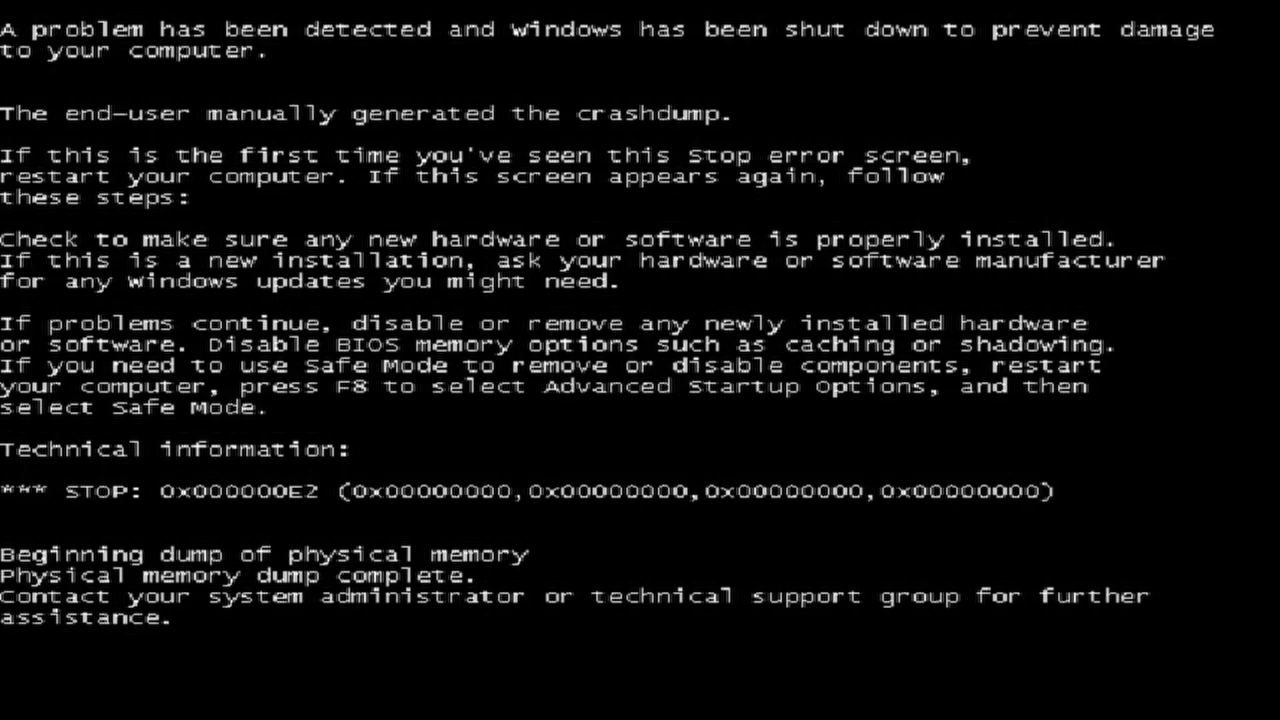 A problem has been detected and Windows has been shut down to prevent damage
to your computer.
The end-user manually generated the crashdump.
If this is the first time you've seen this Stop error screen,
restart your computer. If this screen appears again, follow
these steps:
Check to make sure any new hardware or software is properly installed.
If this is a new installation, ask your hardware or software manufacturer
for any windows updates you might need.
If problems continue, disable or remove any newly installed hardware
or software. Disable BIOS memory options such as caching or shadowing.
If you need to use Safe Mode to remove or disable components, restart
your computer, press F8 to select Advanced Startup Options, and then
select Safe Mode.
Technical information:
*** STOP: 0x000000E2 (0x00000000,0x00000000,0x00000000,0x00000000)
Beginning dump of physical memory
Physical memory dump complete.
Contact your system administrator or technical support group for further
assistance.